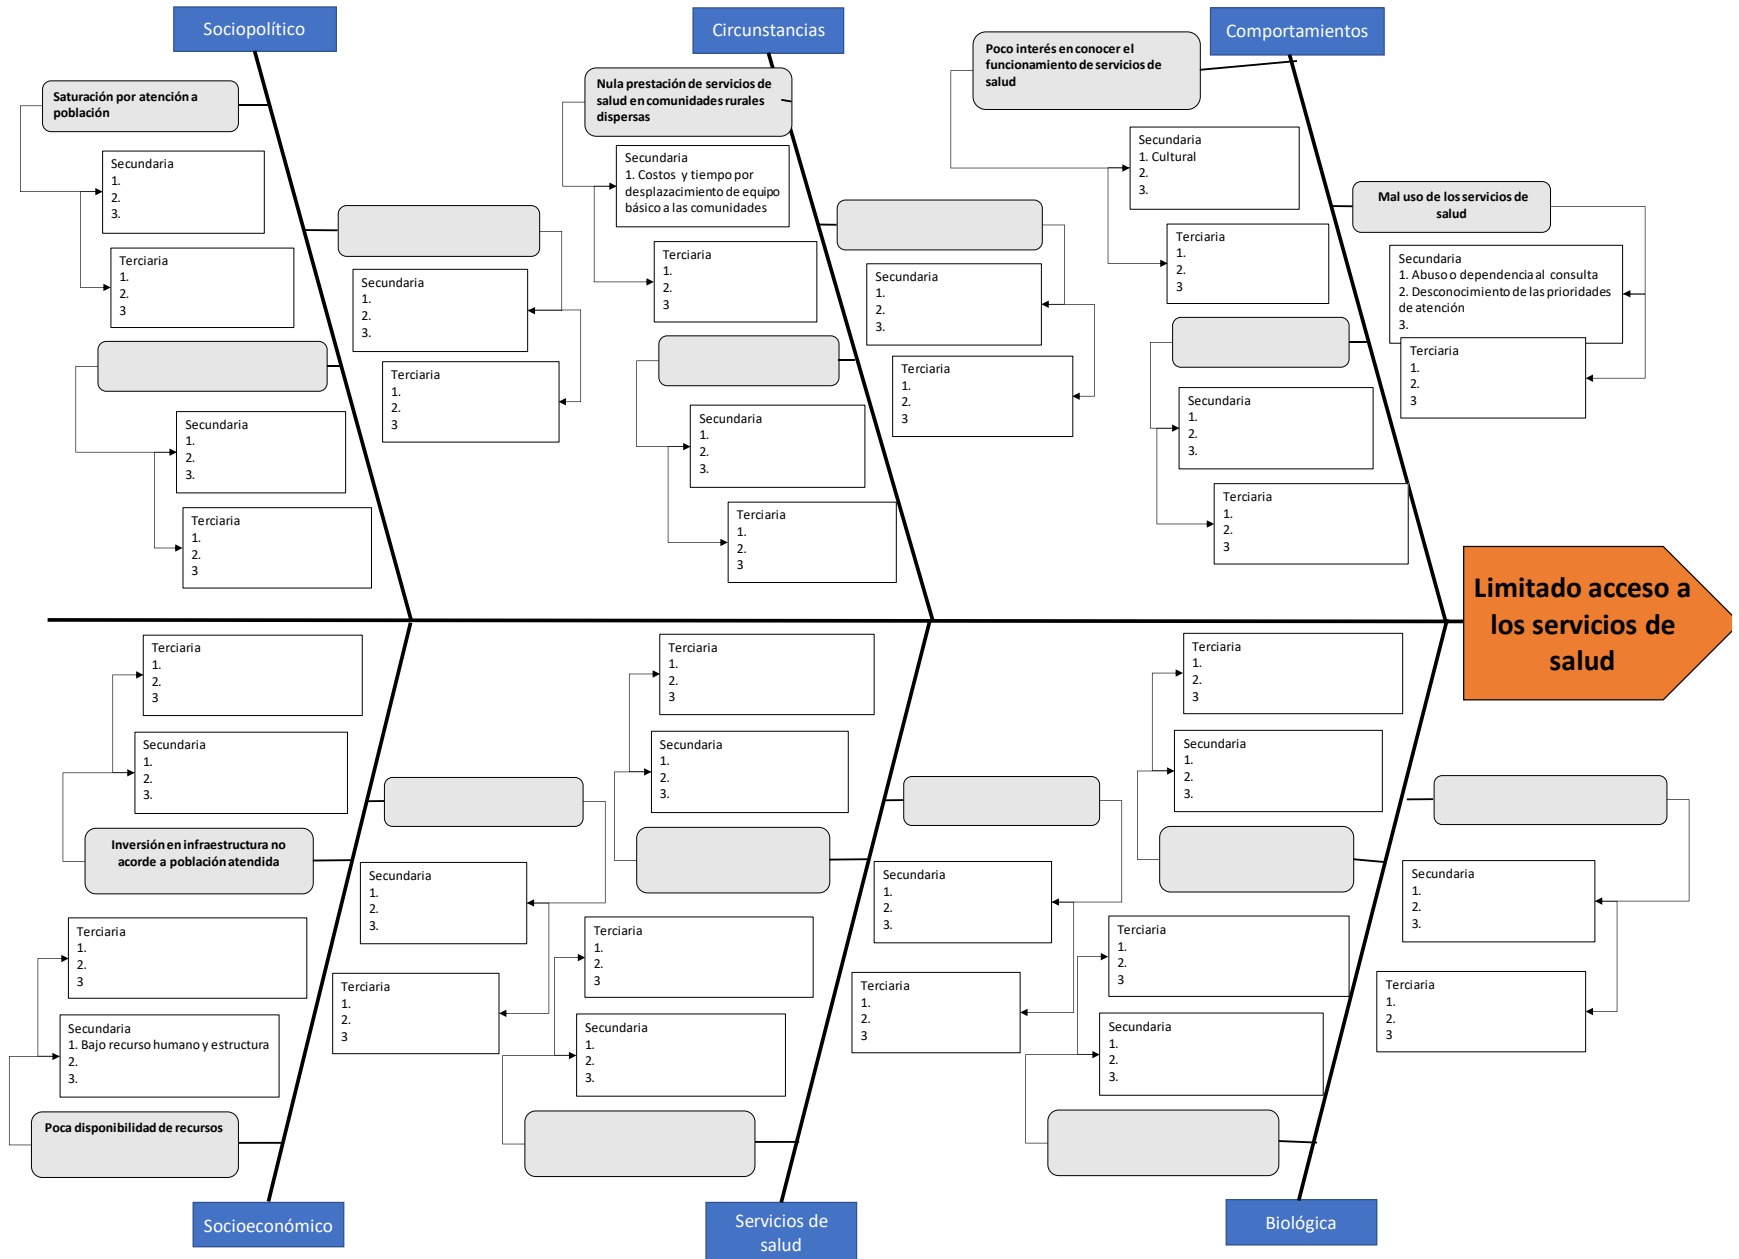 Sociopolítico
Circunstancias
Comportamientos
Saturación por atención a
población
Secundaria
1.
2.
3.
Terciaria
1.
2.
3
Secundaria
1.
2.
3.
Terciaria
1.
2.
3
Secundaria
1.
2.
3.
Terciaria
1.
2.
3
Nula prestación de servicios de
salud en comunidades rurales
dispersas
Secundaria
1. Costos y tiempo por
desplazacimiento de equipo
básico a las comunidades
Terciaria
1.
2.
3
Secundaria
1.
2.
3.
Terciaria
1.
2.
3
Secundaria
1.
2.
3.
Terciaria
1.
2.
3
Poco interés en conocer el
funcionamiento de servicios de
salud
Secundaria
1. Cultural
2.
3.
Terciaria
1.
2.
3
Mal uso de los servicios de
salud
Secundaria
1. Abuso o dependencia al consulta
2. Desconocimiento de las prioridades
de atención
3.
Terciaria
1.
2.
3
Secundaria
1.
2.
3.
Terciaria
1.
2.
3
Limitado acceso a
los servicios de
salud
Terciaria
1.
2.
3
Secundaria
1.
2.
3.
Inversión en infraestructura no
acorde a población atendida
Secundaria
1.
2.
3.
Terciaria
1.
2.
3
Terciaria
1.
2.
3
Secundaria
1. Bajo recurso humano y estructura
2.
3.
Poca disponibilidad de recursos
Terciaria
1.
2.
3
Secundaria
1.
2.
3.
Secundaria
1.
2.
3.
Terciaria
1.
2.
3
Terciaria
1.
2.
3
Secundaria
1.
2.
3.
Terciaria
1.
2.
3
Secundaria
1.
2.
3.
Secundaria
1.
2.
3.
Terciaria
1.
2.
3
Terciaria
1.
2.
3
Secundaria
1.
2.
3.
Socioeconómico
Servicios de
salud
Biológica